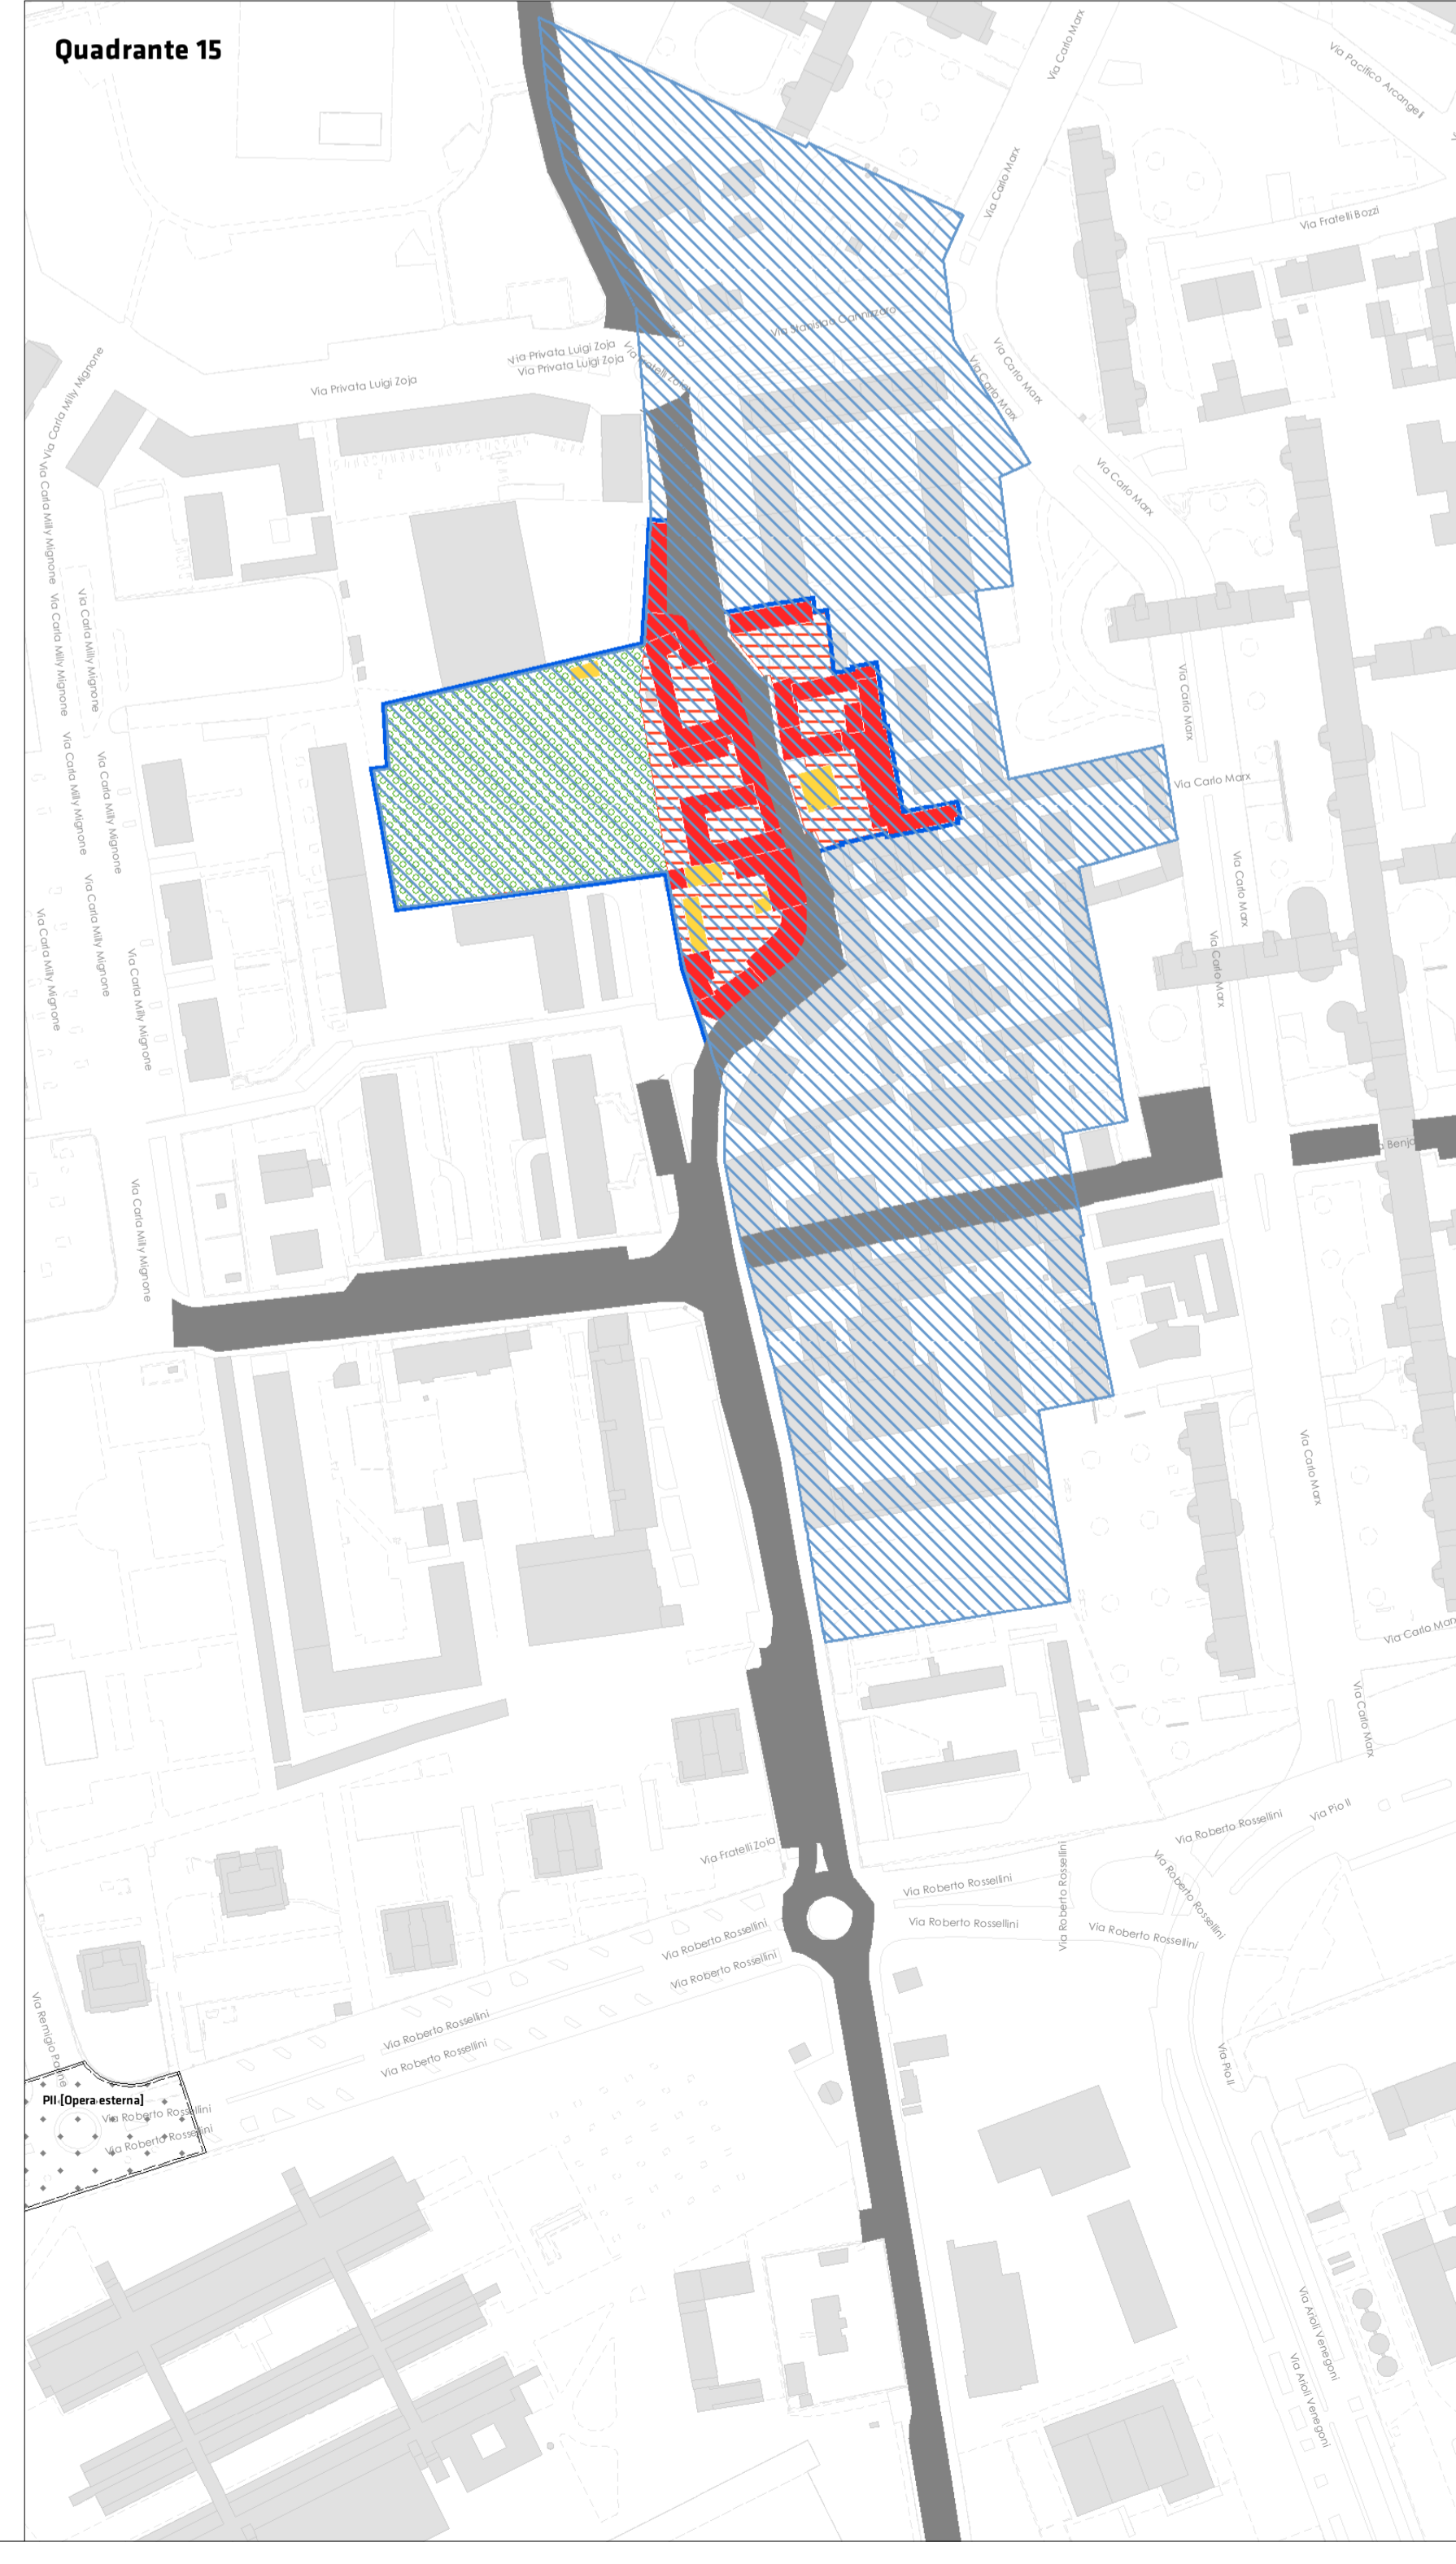 Quadrante 15
Via Carlo Marx
Via Pacifico Arcangeli
Via Carlo Marx
Via Fratelli Bozzi
Via Stanislao Cannizzaro
Via Privata Luigi Zoja
Via Privata Luigi Zoja
Via Privata Luigi Zoja
Via Fratelli Zoia
Via Carla Milly Mignone
Via Carlo Marx
Via Carlo Marx
Via Carlo Marx
Via Carla Milly Mignone
Via Carla Milly Mignone
Via Carla Milly Mignone
Via Carlo Marx
Via Carlo Marx
Via Carla Milly Mignone
Via Carla Milly Mignone
Via Carlo Marx
Via Carla Milly Mignone
Via Carla Milly Mignone
Via Carla Milly Mignone
Via Carlo Marx
a Benja
Via Carla Milly Mignone
Via Carlo Marx
Via Carlo Marx
Via Carlo Marx
Via Pio II
Via Roberto Rossellini
Via Fratelli Zoia
Via Roberto Rossellini
Via Roberto Rossellini
Via Roberto Rossellini
Via Roberto Rossellini
Via Roberto Rossellini
Via Roberto Rossellini
Via Roberto Rossellini
Via Remigio Paone
Via Roberto Rossellini
Via Roberto Rossellini
Via Pio II
PII [Opera esterna]
Via Roberto Rossellini
Via Roberto Rossellini
Via Arioli Venegoni
Via Arioli Venegoni